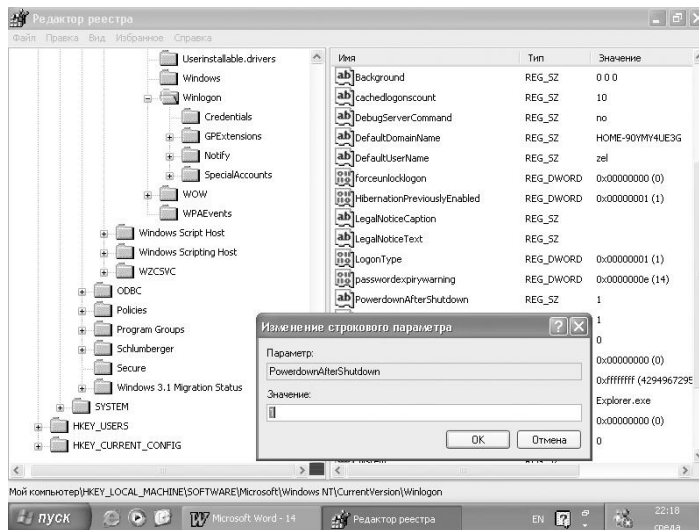 Редактор реестра
Файл Правка Вид Избранное Справка
Userinstallable.drivers
Windows
Winlogon
Credentials
GPExtensions
Notify
SpecialAccounts
WOW
WPAEvents
Windows Script Host
Windows Scripting Host
WZCSVC
ODBC
Policies
Program Groups
Schlumberger
Secure
Windows 3.1 Migration Status
SYSTEM
HKEY_USERS
HKEY_CURRENT_CONFIG
Имя Тип Значение
Background REG_SZ 0 0 0
cachedlogonscount REG_SZ 10
DebugServerCommand REG_SZ no
DefaultDomainName REG_SZ HOME-90YMY4UE3G
DefaultUserName REG_SZ zel
forceunlocklogon REG_DWORD 0x00000000 (0)
HibernationPreviouslyEnabled REG_DWORD 0x00000001 (1)
LegalNoticeCaption REG_SZ
LegalNoticeText REG_SZ
LogonType REG_DWORD 0x00000001 (1)
passwordexpirywarning REG_DWORD 0x0000000e (14)
PowerdownAfterShutdown REG_SZ 1
1
0
0x00000000 (0)
0xffffffff (4294967295
Explorer.exe
0x00000000 (0)
0
Изменение строкового параметра
Параметр:
PowerdownAfterShutdown
Значение:
1
OK Отмена
Мой компьютер\HKEY_LOCAL_MACHINE\SOFTWARE\Microsoft\Windows NT\CurrentVersion\Winlogon
пуск Microsoft Word - 14 Редактор реестра EN 22:18
среда